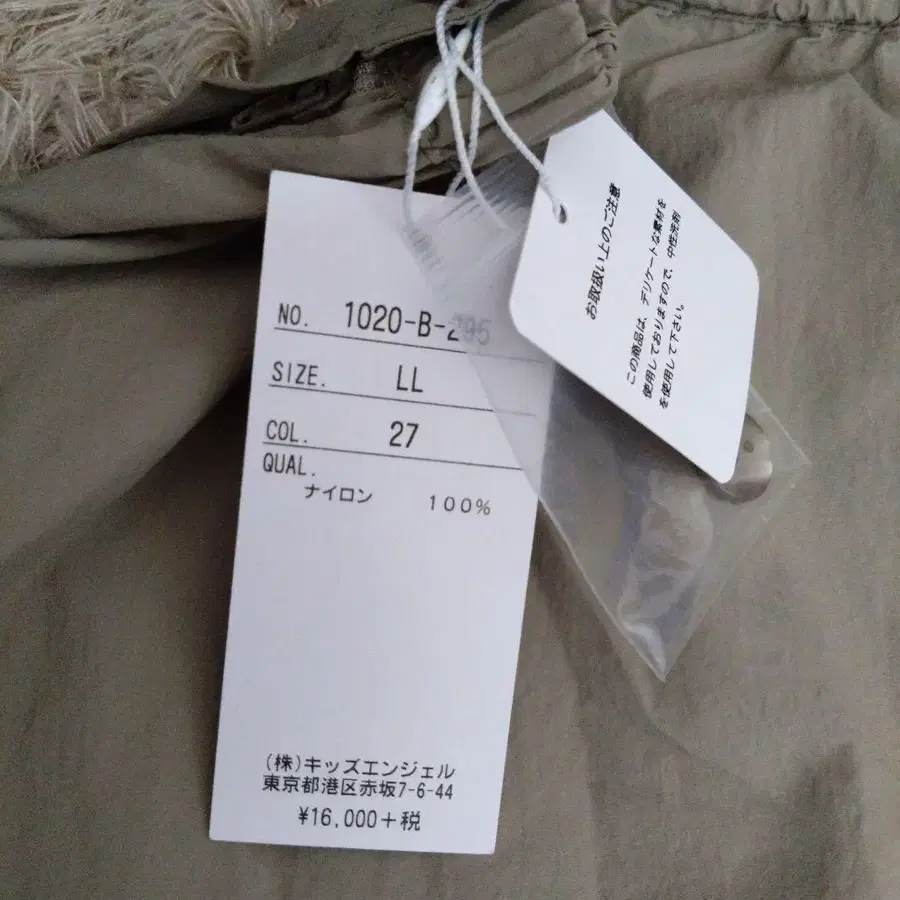 NO. 1020-B-295
SIZE. LL
COL. 27
QUAL.
ナイロン 100%
(株)キッズエンジェル
東京都港区赤坂7-6-44
¥16,000+税
お取扱い上のご注意
この商品は、デリケートな素材を
使用しておりますので、中性洗剤
を使用して下さい。